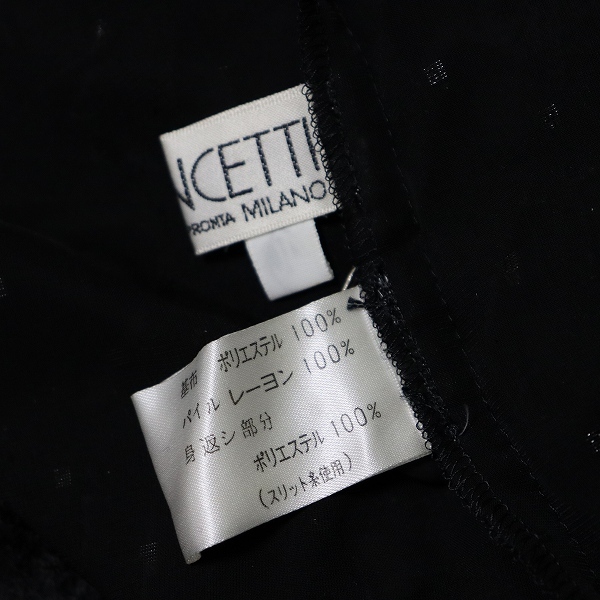 NCETTI
PRONTA MILANO
基布 ポリエステル 100%
パイル レーヨン 100%
身返シ部分
ポリエステル 100%
(スリット糸使用)